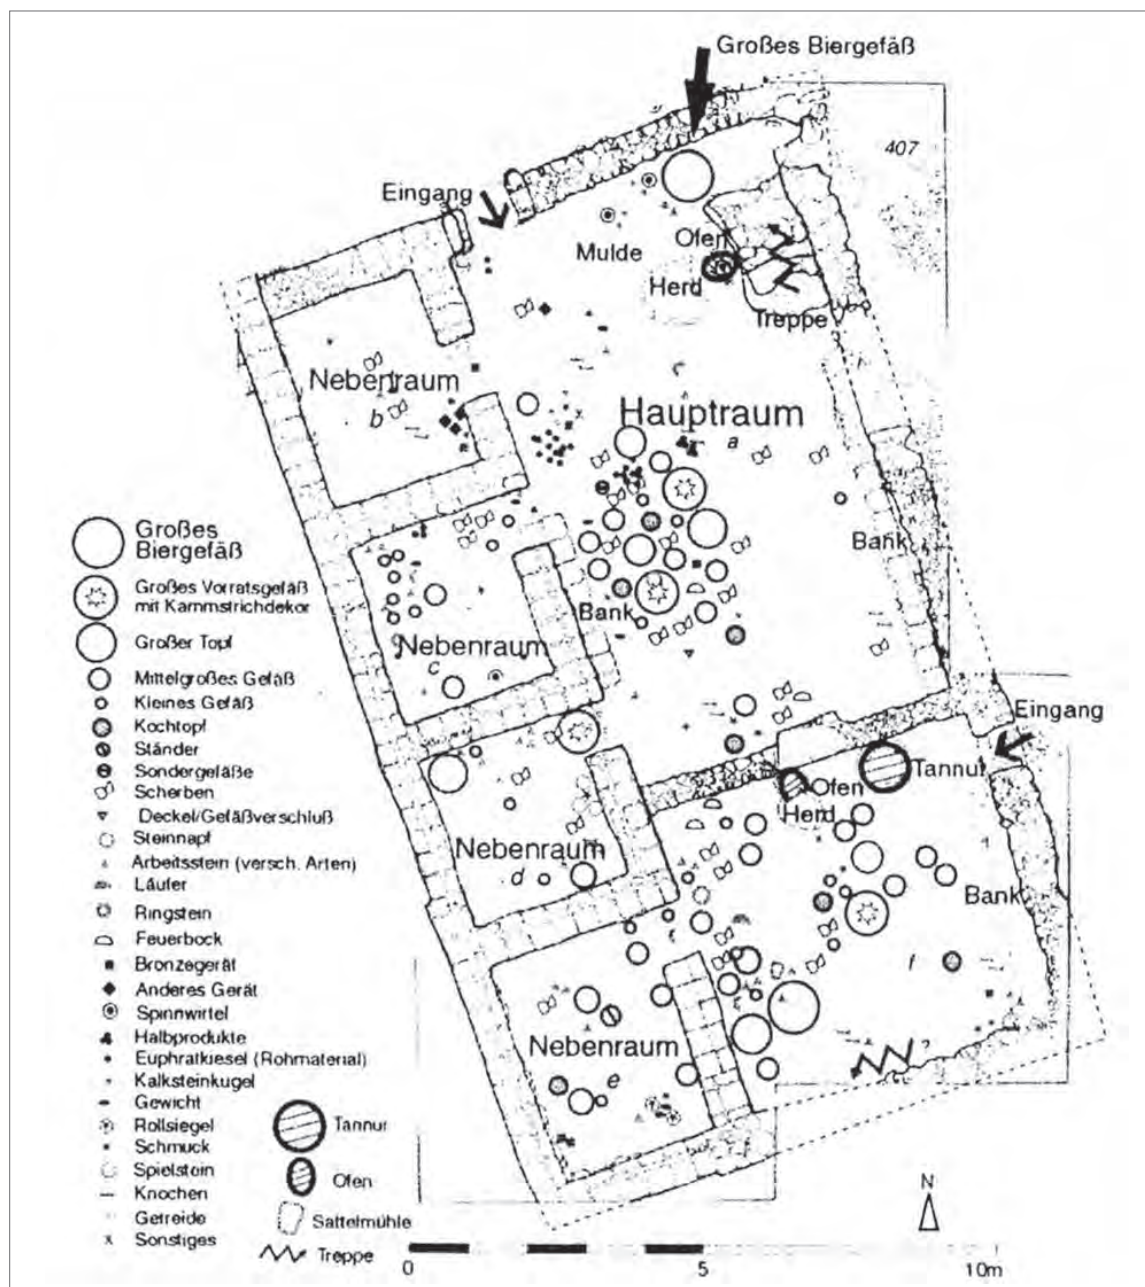 Großes Biergefäß
407
Eingang
Mulde
Ofen
Herd
Treppe
Nebenraum
b
Hauptraum
a
Bank
Bank
Nebenraum
c
Eingang
Tannur
Ofen
Herd
Nebenraum
d
Bank
f
?
Nebenraum
e
Großes
Biergefäß
Großes Vorratsgefäß
mit Kammstrichdekor
Großer Topf
Mittelgroßes Gefäß
Kleines Gefäß
Kochtopf
Ständer
Sondergefäße
Scherben
Deckel/Gefäßverschluß
Steinnapf
Arbeitsstein (versch. Arten)
Läufer
Ringstein
Feuerbock
Bronzegerät
Anderes Gerät
Spinnwirtel
Halbprodukte
Euphratkiesel (Rohmaterial)
Kalksteinkugel
Gewicht
Rollsiegel
Schmuck
Spielstein
Knochen
Getreide
Sonstiges
Tannur
Ofen
Sattelmühle
Treppe
N
0 5 10m